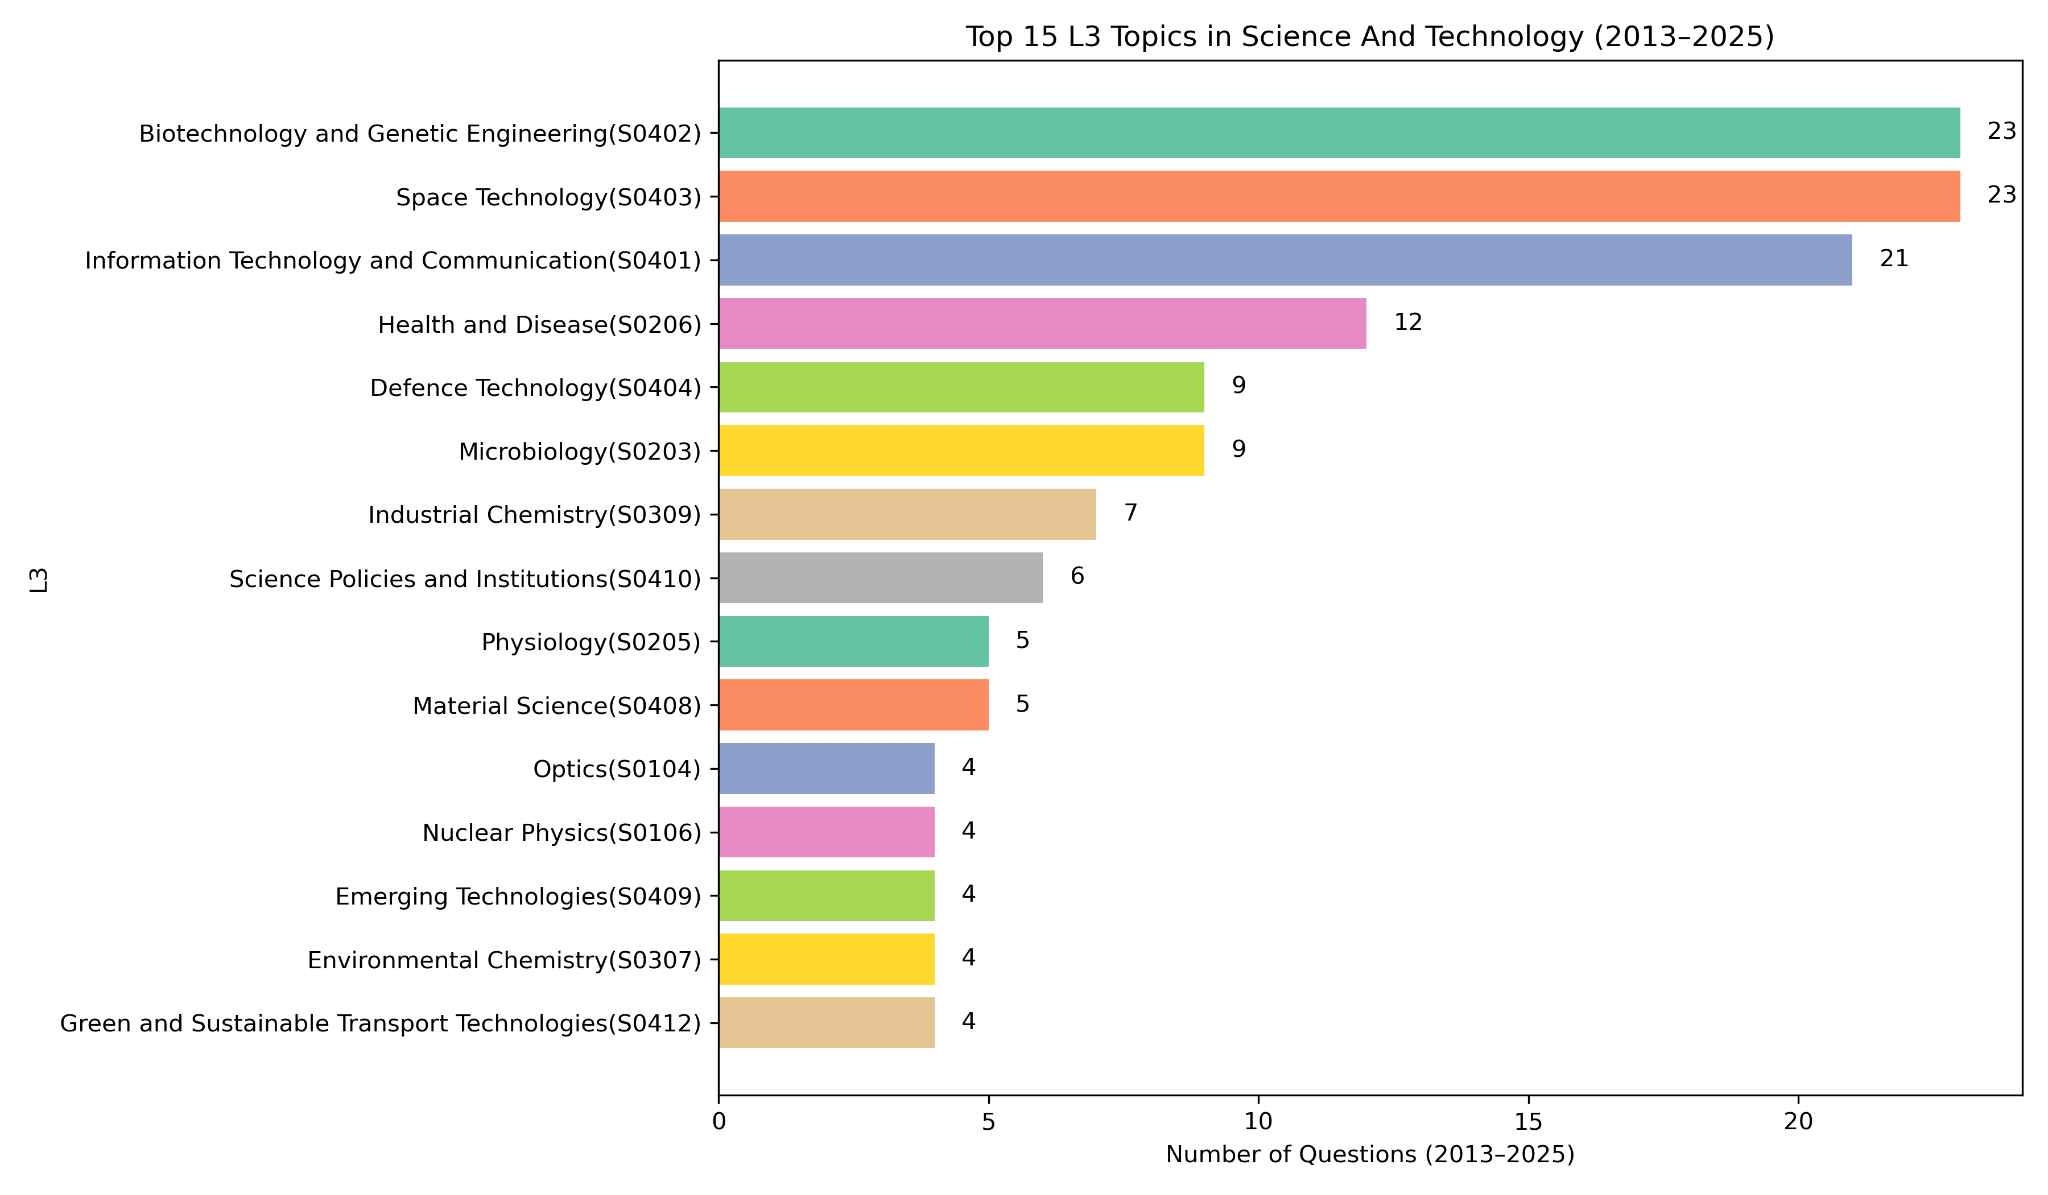 Top 15 L3 Topics in Science And Technology (2013–2025)
Biotechnology and Genetic Engineering(S0402) 23
Space Technology(S0403) 23
Information Technology and Communication(S0401) 21
Health and Disease(S0206) 12
Defence Technology(S0404) 9
Microbiology(S0203) 9
Industrial Chemistry(S0309) 7
Science Policies and Institutions(S0410) 6
Physiology(S0205) 5
Material Science(S0408) 5
Optics(S0104) 4
Nuclear Physics(S0106) 4
Emerging Technologies(S0409) 4
Environmental Chemistry(S0307) 4
Green and Sustainable Transport Technologies(S0412) 4
L3
0 5 10 15 20
Number of Questions (2013–2025)